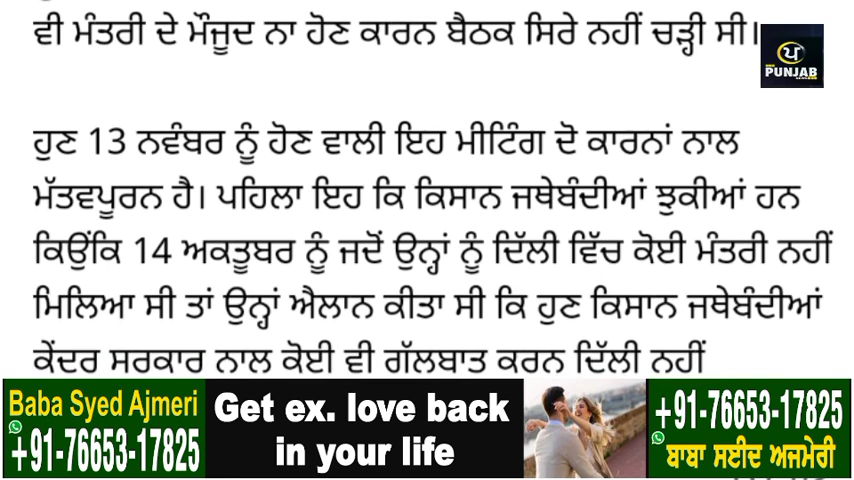 ਵੀ ਮੰਤਰੀ ਦੇ ਮੌਜੂਦ ਨਾ ਹੋਣ ਕਾਰਨ ਬੈਠਕ ਸਿਰੇ ਨਹੀਂ ਚੜ੍ਹੀ ਸੀ।
ਪ
PUNJAB
ਹੁਣ 13 ਨਵੰਬਰ ਨੂੰ ਹੋਣ ਵਾਲੀ ਇਹ ਮੀਟਿੰਗ ਦੋ ਕਾਰਨਾਂ ਨਾਲ
ਮੱਤਵਪੂਰਨ ਹੈ। ਪਹਿਲਾ ਇਹ ਕਿ ਕਿਸਾਨ ਜਥੇਬੰਦੀਆਂ ਝੁਕੀਆਂ ਹਨ
ਕਿਉਂਕਿ 14 ਅਕਤੂਬਰ ਨੂੰ ਜਦੋਂ ਉਨ੍ਹਾਂ ਨੂੰ ਦਿੱਲੀ ਵਿੱਚ ਕੋਈ ਮੰਤਰੀ ਨਹੀਂ
ਮਿਲਿਆ ਸੀ ਤਾਂ ਉਨ੍ਹਾਂ ਐਲਾਨ ਕੀਤਾ ਸੀ ਕਿ ਹੁਣ ਕਿਸਾਨ ਜਥੇਬੰਦੀਆਂ
ਕੇਂਦਰ ਸਰਕਾਰ ਨਾਲ ਕੋਈ ਵੀ ਗੱਲਬਾਤ ਕਰਨ ਦਿੱਲੀ ਨਹੀਂ
Baba Syed Ajmeri
+91-76653-17825
Get ex. love back
in your life
+91-76653-17825
ਬਾਬਾ ਸਈਦ ਅਜਮੇਰੀ